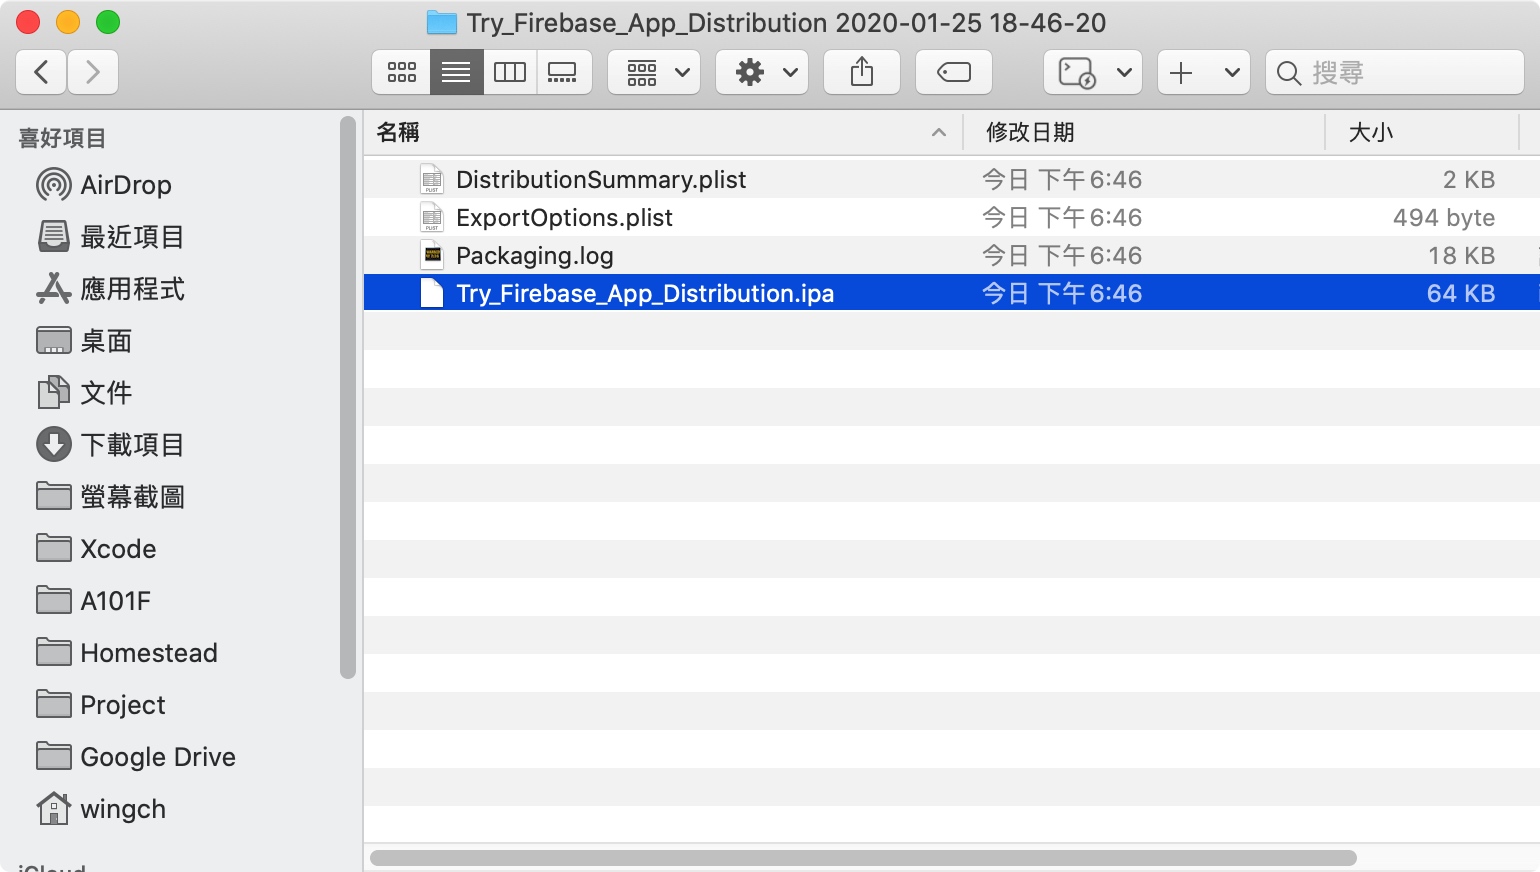 Try_Firebase_App_Distribution 2020-01-25 18-46-20
搜尋
喜好項目
AirDrop
最近項目
應用程式
桌面
文件
下載項目
螢幕截圖
Xcode
A101F
Homestead
Project
Google Drive
wingch
iCloud
名稱 修改日期 大小
DistributionSummary.plist 今日 下午6:46 2 KB
ExportOptions.plist 今日 下午6:46 494 byte
Packaging.log 今日 下午6:46 18 KB
Try_Firebase_App_Distribution.ipa 今日 下午6:46 64 KB